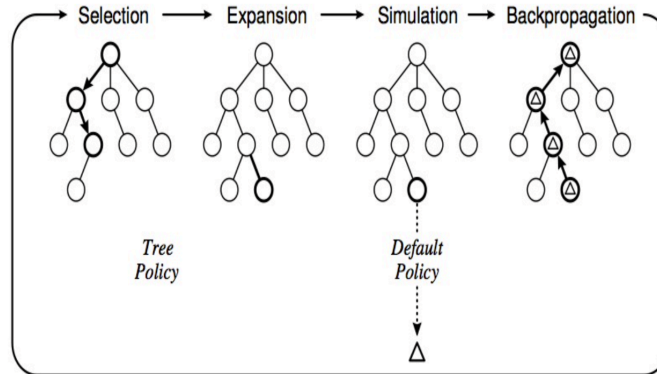 Selection Expansion Simulation Backpropagation
Tree Default
Policy Policy